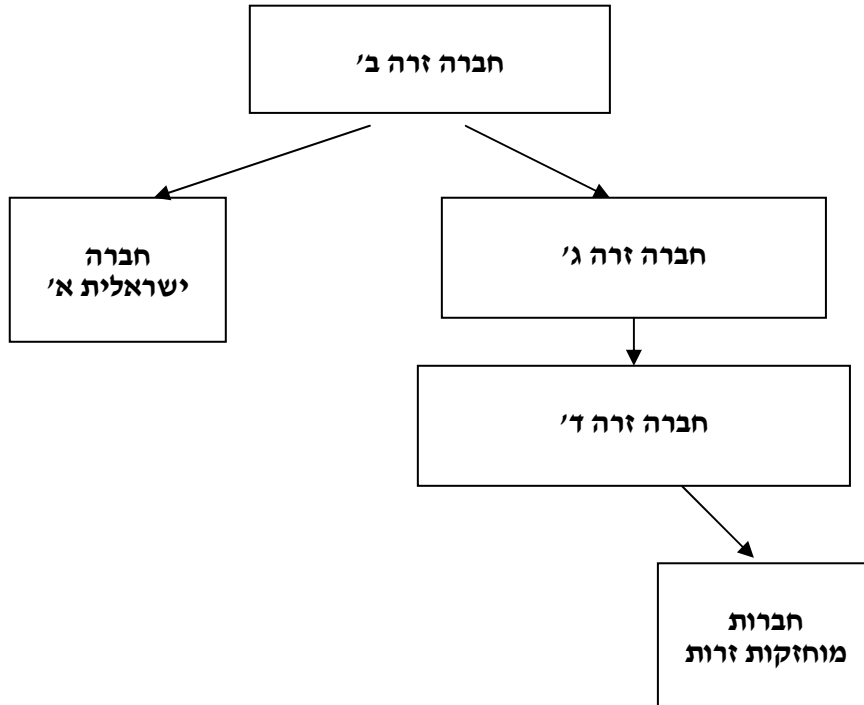 חברה זרה ב׳
חברה
ישראלית א׳
חברה זרה ג׳
חברה זרה ד׳
חברות
מוחזקות זרות